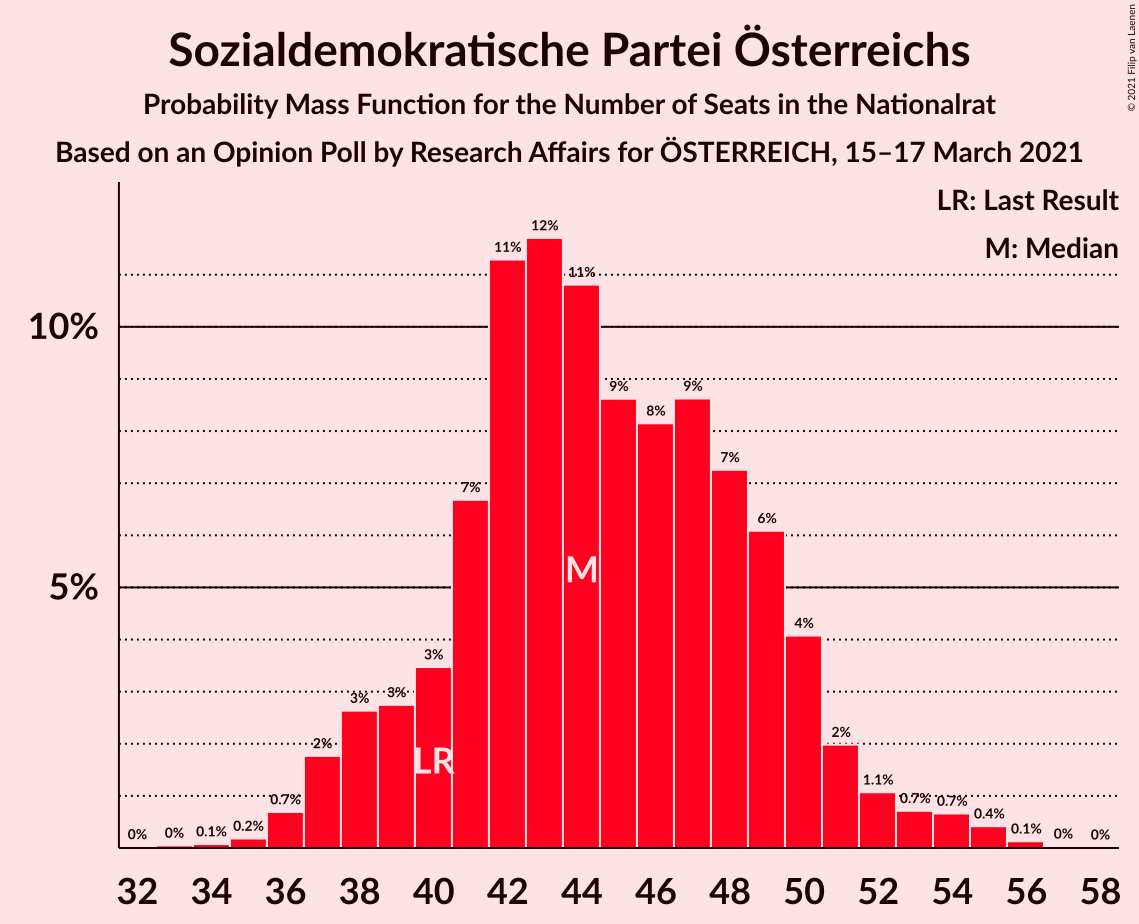 Sozialdemokratische Partei Österreichs
Probability Mass Function for the Number of Seats in the Nationalrat
Based on an Opinion Poll by Research Affairs for ÖSTERREICH, 15–17 March 2021
© 2021 Filip van Laenen
LR: Last Result
M: Median
10%
5%
0% 0% 0.1% 0.2% 0.7% 2% 3% 3% 3% 7% 11% 12% 11% 9% 8% 9% 7% 6% 4% 2% 1.1% 0.7% 0.7% 0.4% 0.1% 0% 0%
M
LR
32 34 36 38 40 42 44 46 48 50 52 54 56 58